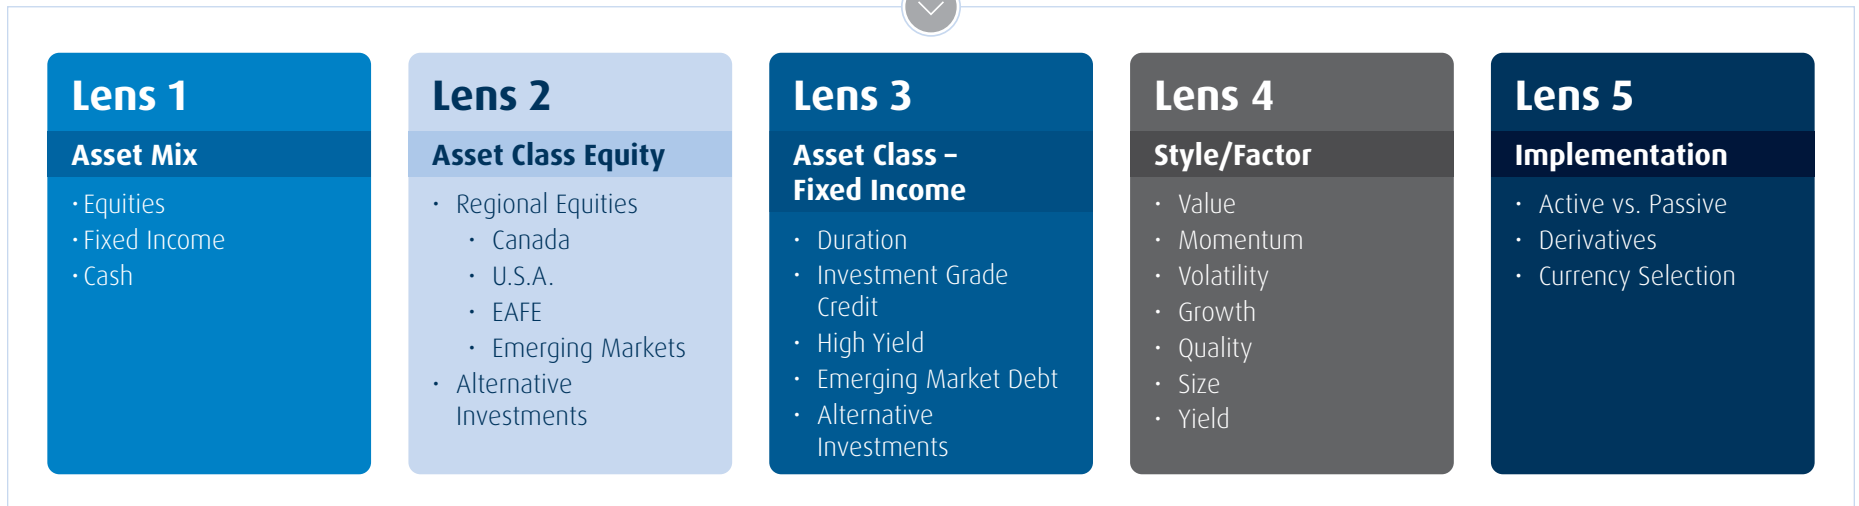 Lens 1
Asset Mix
· Equities
· Fixed Income
· Cash
Lens 2
Asset Class Equity
· Regional Equities
· Canada
· U.S.A.
· EAFE
· Emerging Markets
· Alternative
Investments
Lens 3
Asset Class –
Fixed Income
· Duration
· Investment Grade
Credit
· High Yield
· Emerging Market Debt
· Alternative
Investments
Lens 4
Style/Factor
· Value
· Momentum
· Volatility
· Growth
· Quality
· Size
· Yield
Lens 5
Implementation
· Active vs. Passive
· Derivatives
· Currency Selection